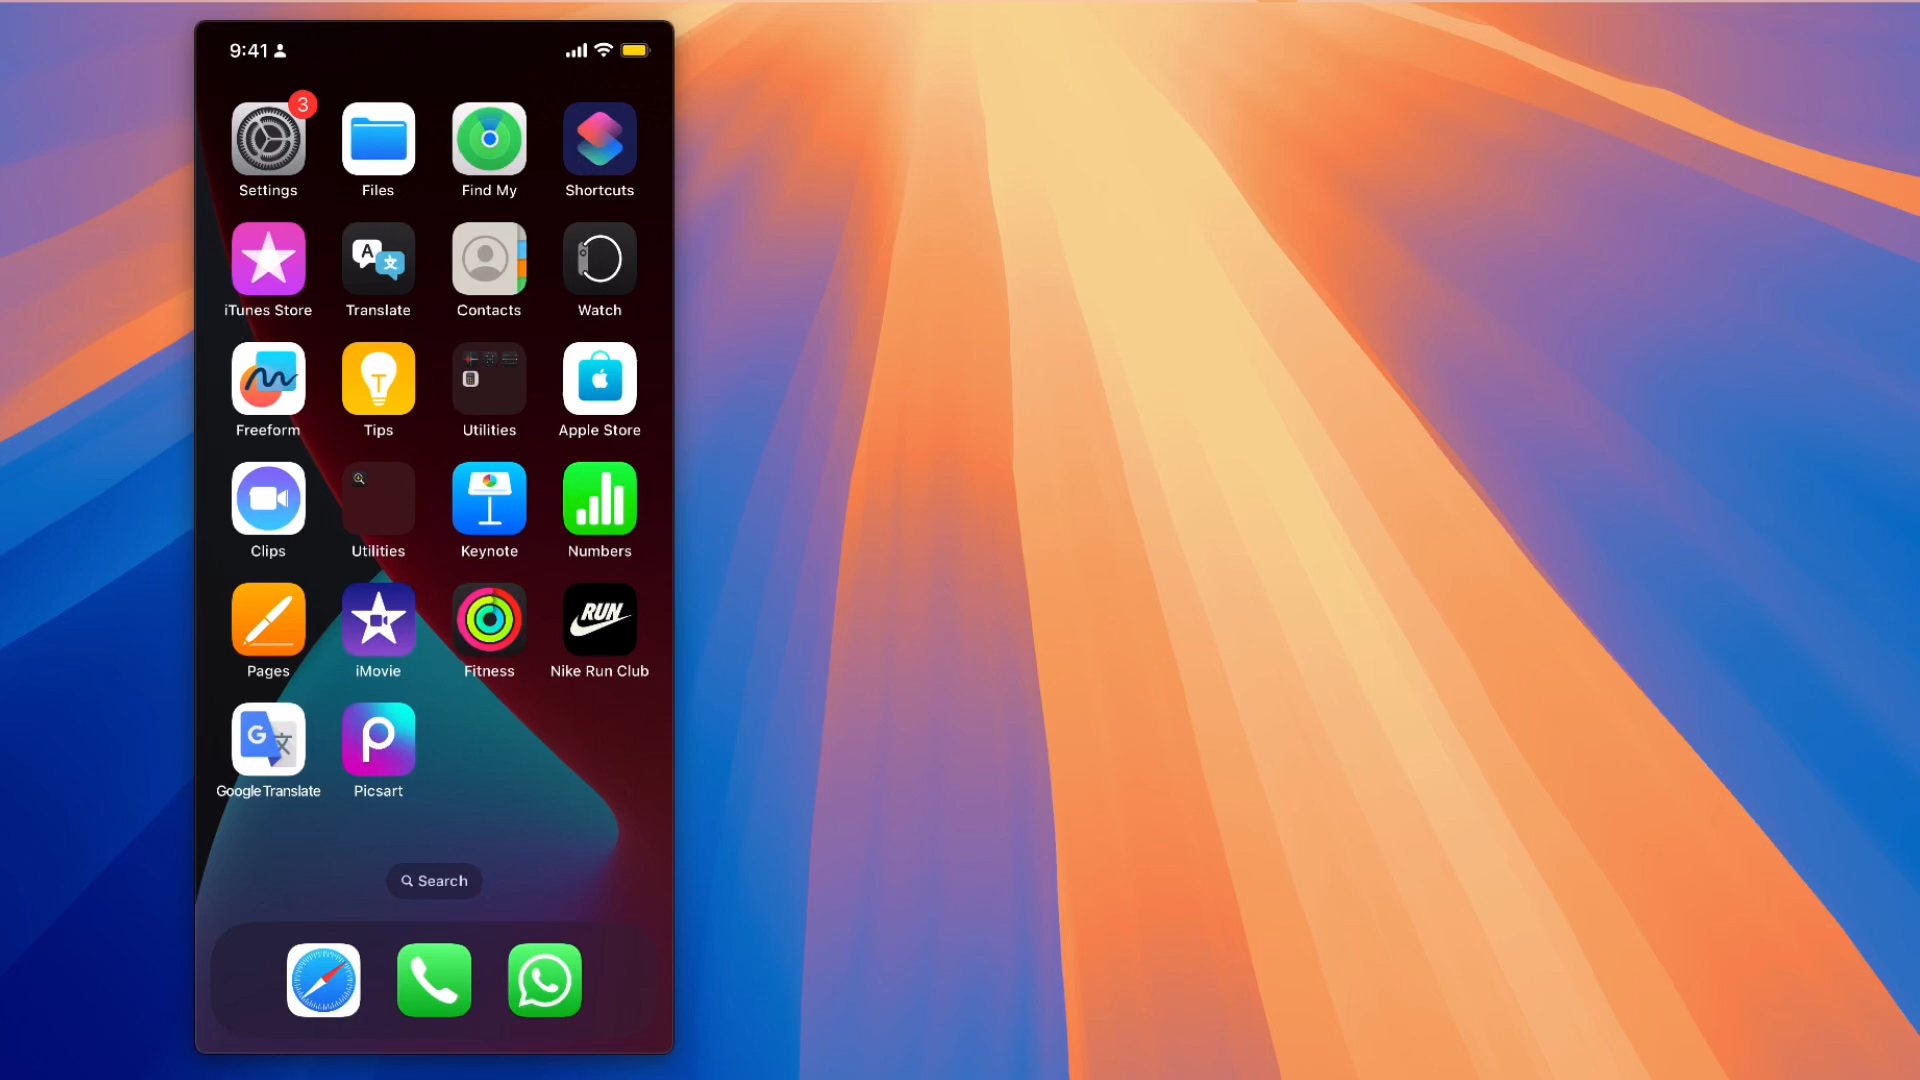 9:41
3
Settings Files Find My Shortcuts
iTunes Store Translate Contacts Watch
Freeform Tips Utilities Apple Store
Clips Utilities Keynote Numbers
RUN
Pages iMovie Fitness Nike Run Club
Google Translate Picsart
Search